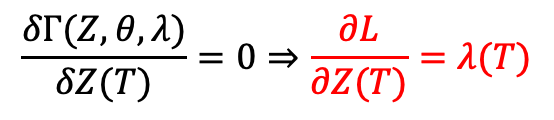 δΓ(Z, θ, λ)/δZ(T) = 0 ⇒ ∂L/∂Z(T) = λ(T)